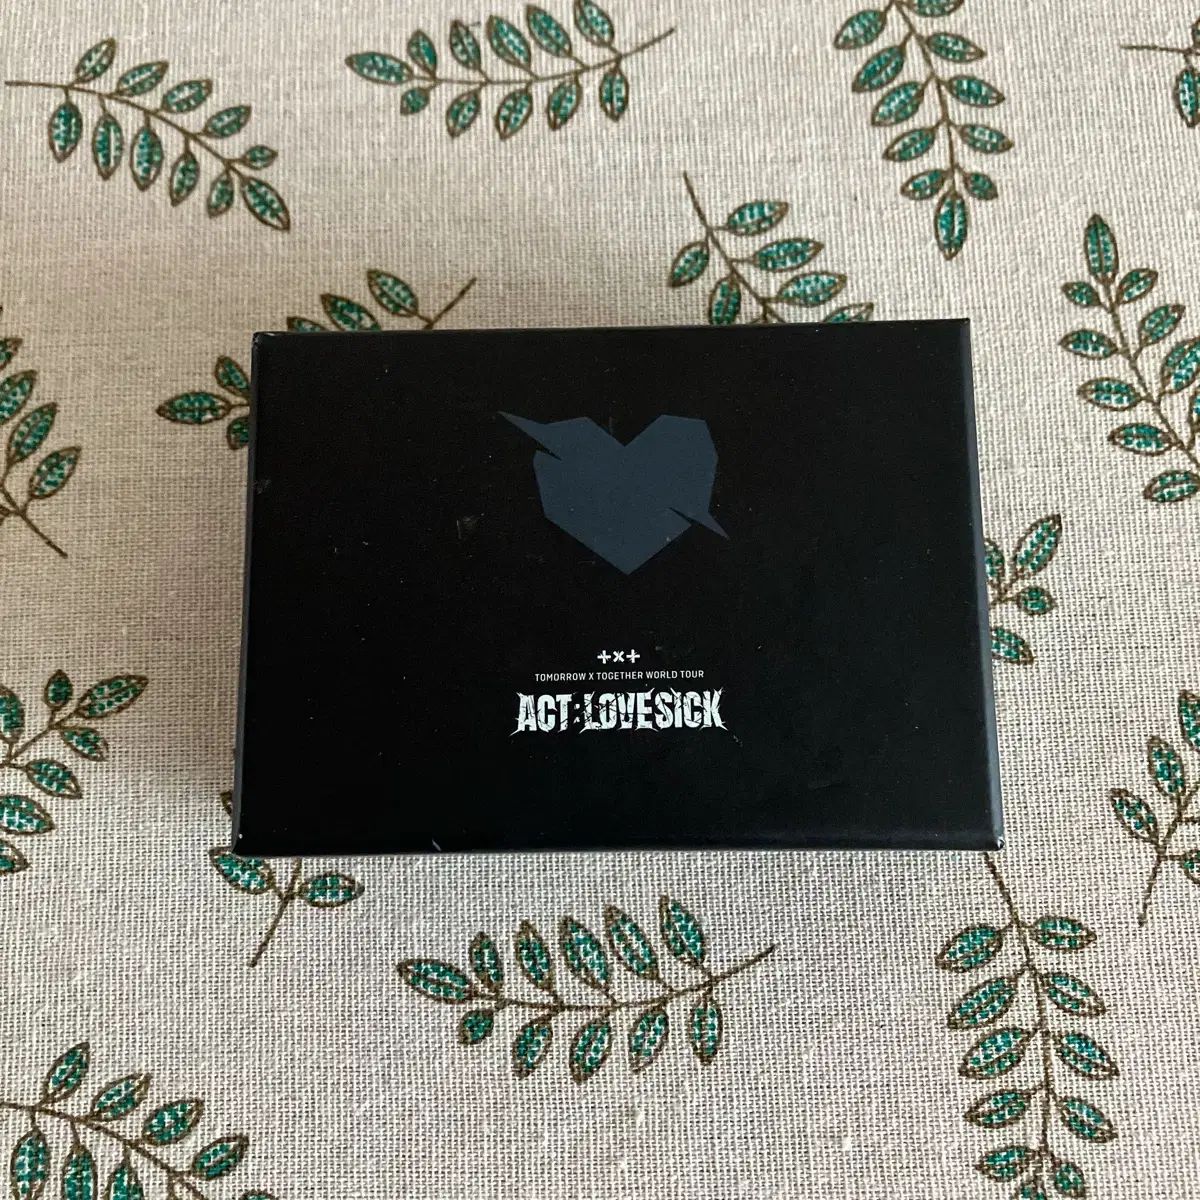 +x+
TOMORROW X TOGETHER WORLD TOUR
ACT:LOVESICK